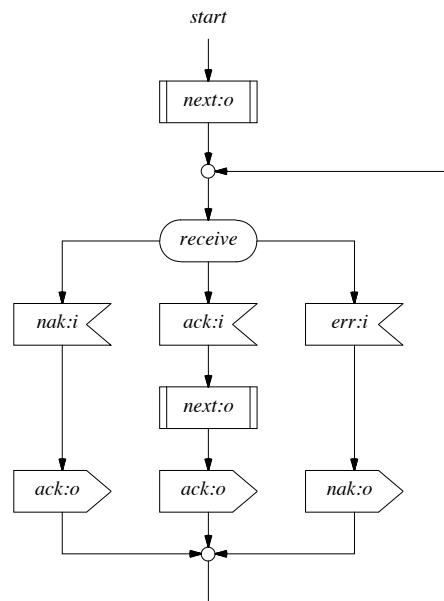 start
next:o
receive
nak:i ack:i err:i
next:o
ack:o ack:o nak:o